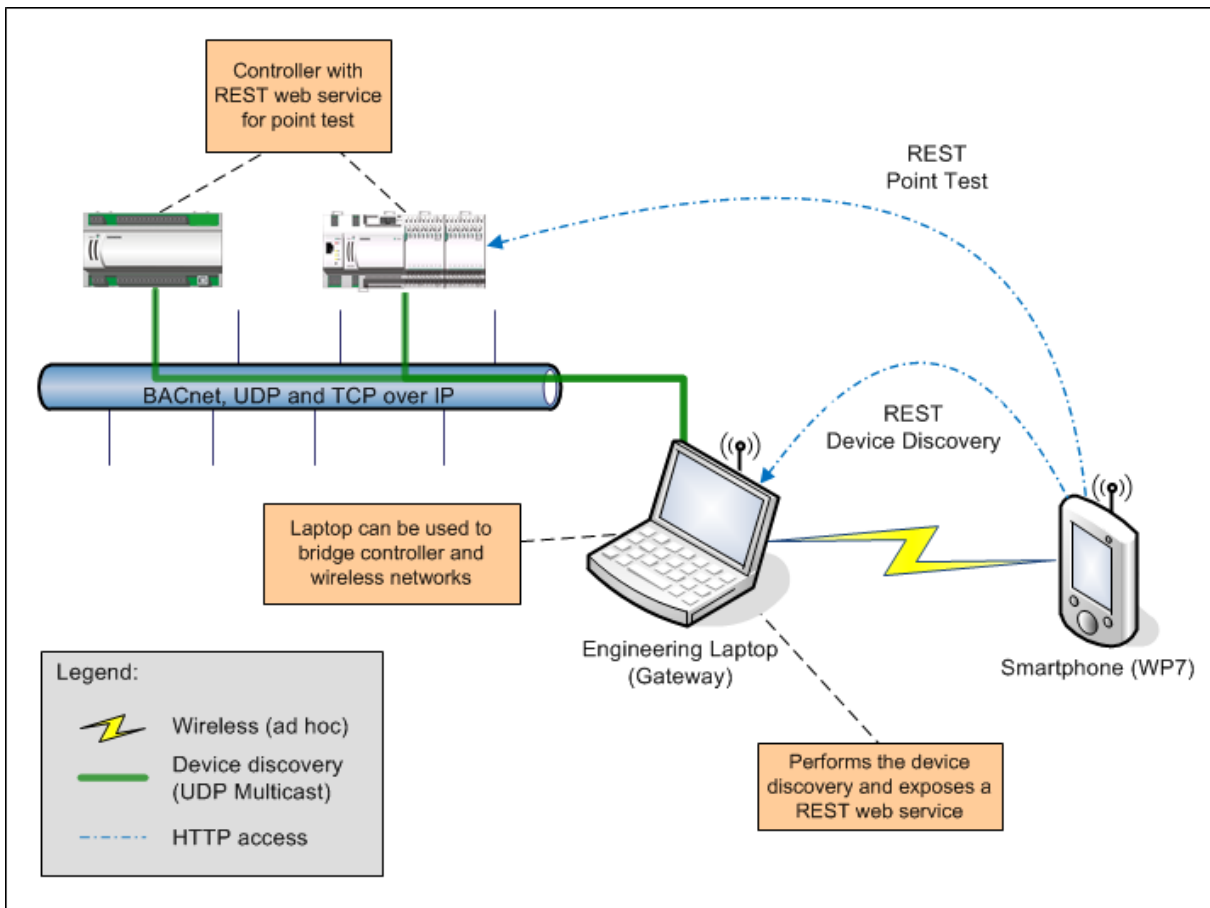 Controller with
REST web service
for point test
REST
Point Test
BACnet, UDP and TCP over IP
REST
Device Discovery
Laptop can be used to
bridge controller and
wireless networks
Engineering Laptop
(Gateway)
Smartphone (WP7)
Legend:
Wireless (ad hoc)
Device discovery
(UDP Multicast)
HTTP access
Performs the device
discovery and exposes a
REST web service